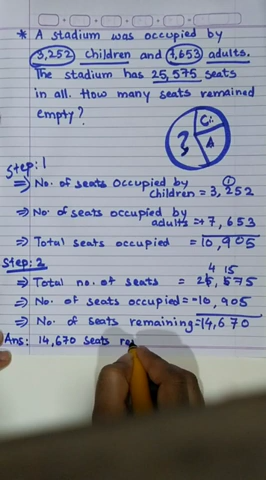 * A stadium was occupied by
3,252 children and 7,653 adults.
The stadium has 25,575 seats
in all. How many seats remained
empty?
C
3
A
Step:1
⇒ No. of seats Occupied by
①
children = 3,252
⇒ No. of seats occupied by
adults = +7,653
⇒ Total seats occupied = 10,905
Step:2
4 15
⇒ Total no. of seats = 25,575
⇒ No. of seats occupied = -10,905
⇒ No. of seats remaining = 14,670
Ans: 14,670 seats re